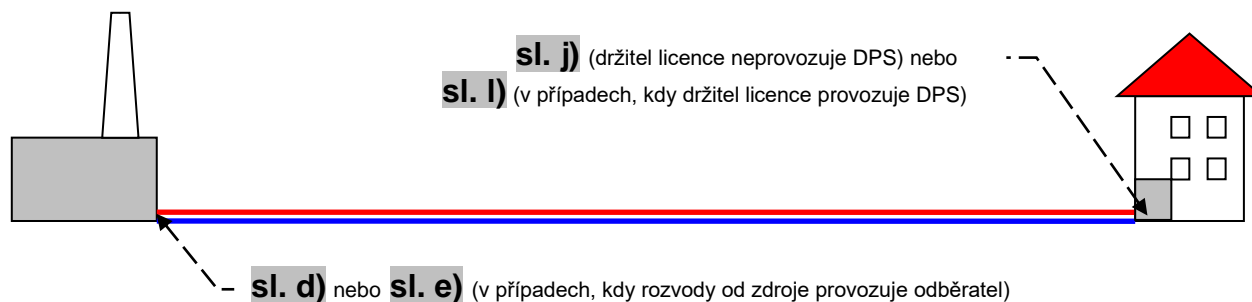 sl. j) (držitel licence neprovozuje DPS) nebo
sl. l) (v případech, kdy držitel licence provozuje DPS)
sl. d) nebo sl. e) (v případech, kdy rozvody od zdroje provozuje odběratel)